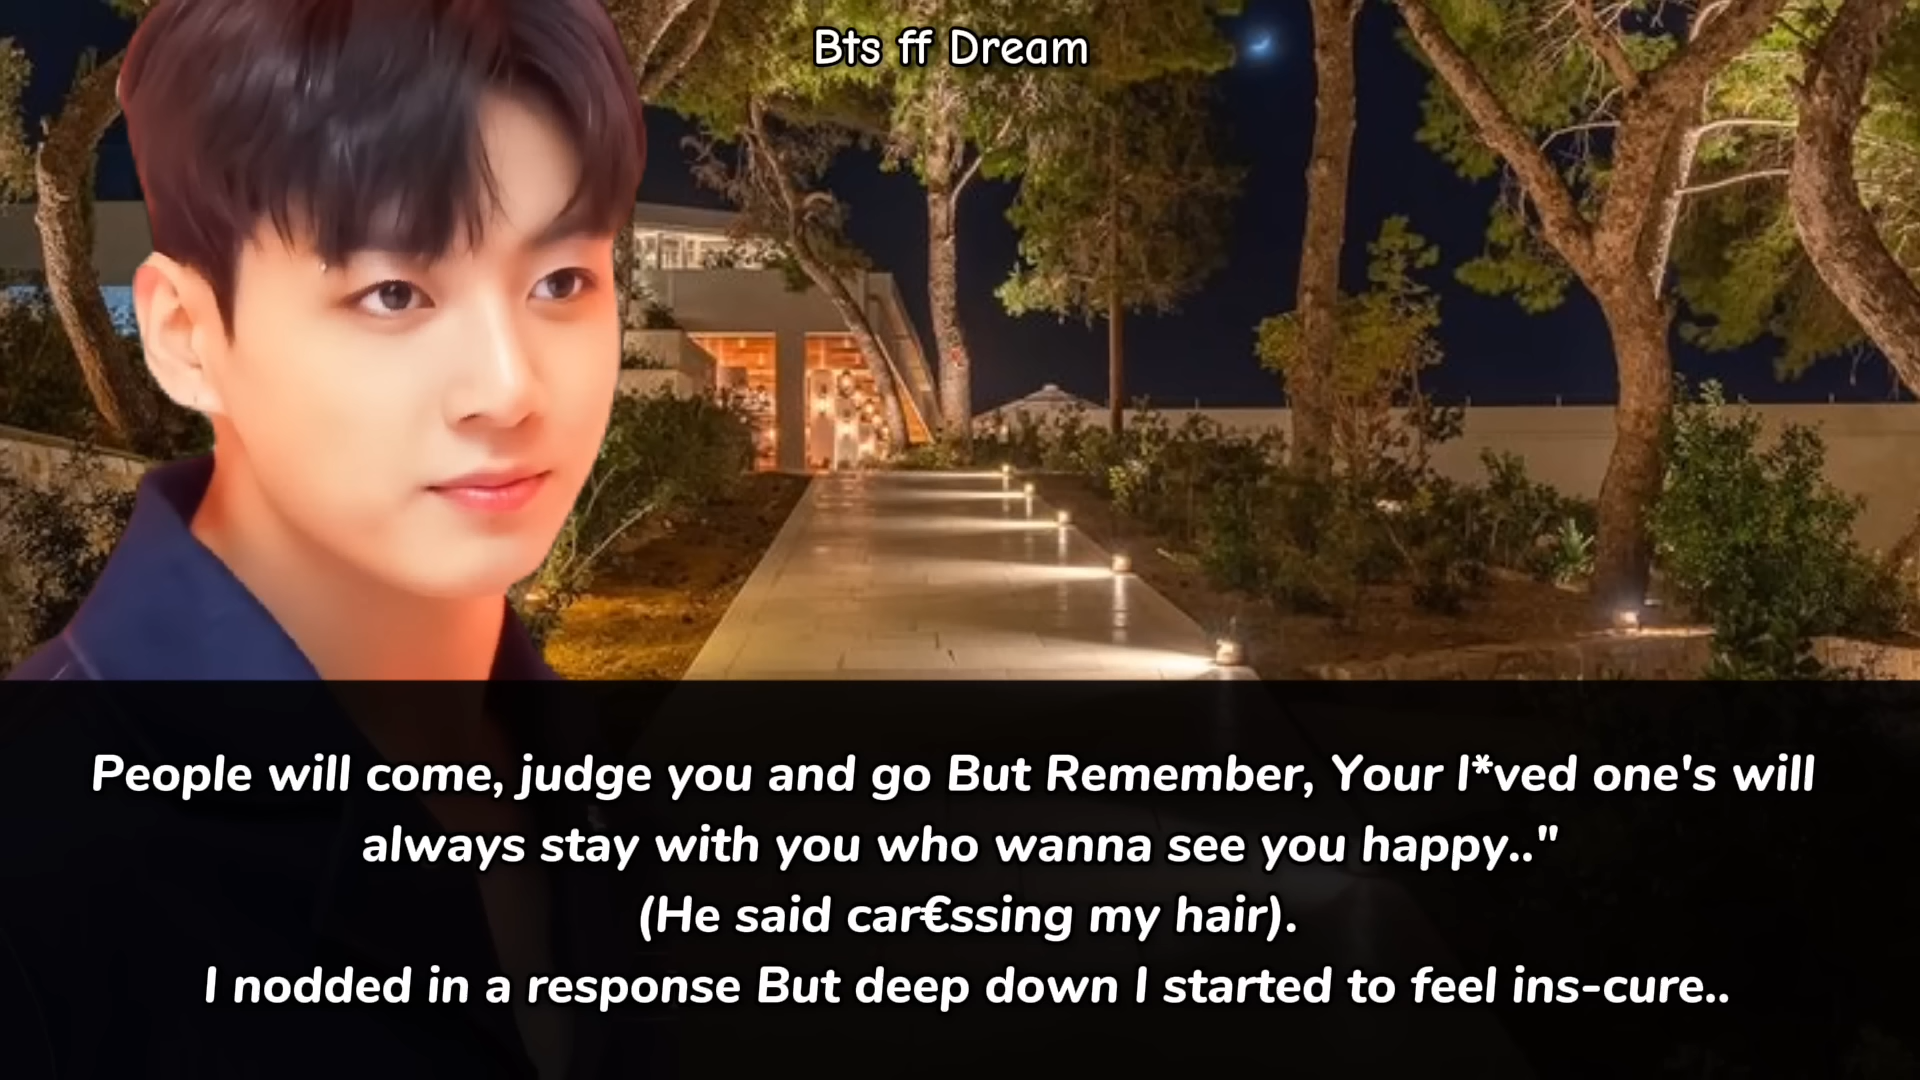 Bts ff Dream
People will come, judge you and go But Remember, Your l*ved one's will
always stay with you who wanna see you happy.."
(He said car€ssing my hair).
I nodded in a response But deep down I started to feel ins-cure..